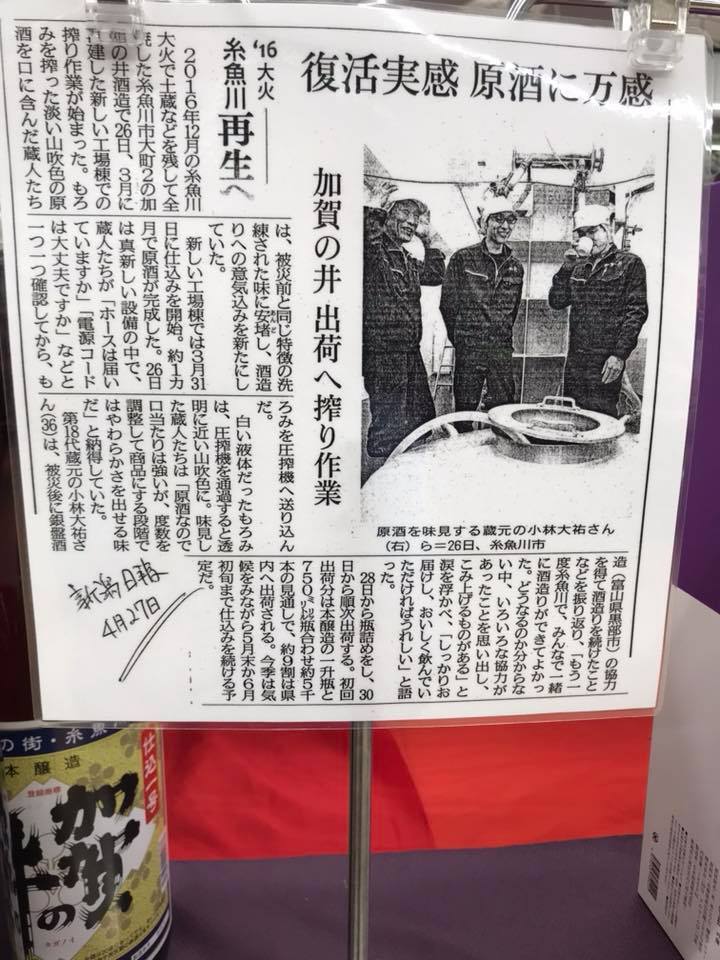 復活実感 原酒に万感
加賀の井 出荷へ搾り作業
'16大火
糸魚川再生へ
2016年12月の糸魚川
大火で土蔵などを残して全
焼した糸魚川市大町2の加
賀の井酒造で26日、3月に
再建した新しい工場棟での
搾り作業が始まった。もろ
みを搾った淡い山吹色の原
酒を口に含んだ蔵人たち
は、被災前と同じ特徴の洗
練された味に安堵し、酒造
りへの意気込みを新たにし
ていた。
新しい工場棟では3月31
日に仕込みを開始。約1カ
月で原酒が完成した。26日
は真新しい設備の中で、
蔵人たちが「ホースは届い
ていますか」「電源コード
は大丈夫ですか」などと
一つ一つ確認してから、も
ろみを圧搾機へ送り込ん
だ。
白い液体だったもろみ
は、圧搾機を通過すると透
明に近い山吹色に。味見し
た蔵人たちは「原酒なので
口当たりは強いが、度数を
調整して商品にする段階で
はやわらかさを出せる味
だ」と納得していた。
第18代蔵元の小林大祐さ
ん(36)は、被災後に銀盤酒
造(富山県黒部市)の協力
を得て酒造りを続けたこと
などを振り返り、「もう一
度糸魚川で、みんなで一緒
に酒造りができてよかっ
た。どうなるのか分からな
い中、いろいろな協力が
あったことを思い出し、
こみ上げるものがある」と
涙を浮かべ、「しっかりお
届けし、おいしく飲んでい
ただければうれしい」と語
った。
28日から瓶詰めをし、30
日から順次出荷する。初回
出荷分は本醸造の一升瓶と
750㍉㍑瓶合わせ約5千
本の見通しで、約9割は県
内へ出荷される。今季は気
候をみながら5月末か6月
初旬まで仕込みを続ける予
定だ。
原酒を味見する蔵元の小林大祐さん
(右)ら=26日、糸魚川市
新潟日報
4月27日
の街・糸魚
本醸造
仕込一号
登録商標
加賀の井
カガノイ